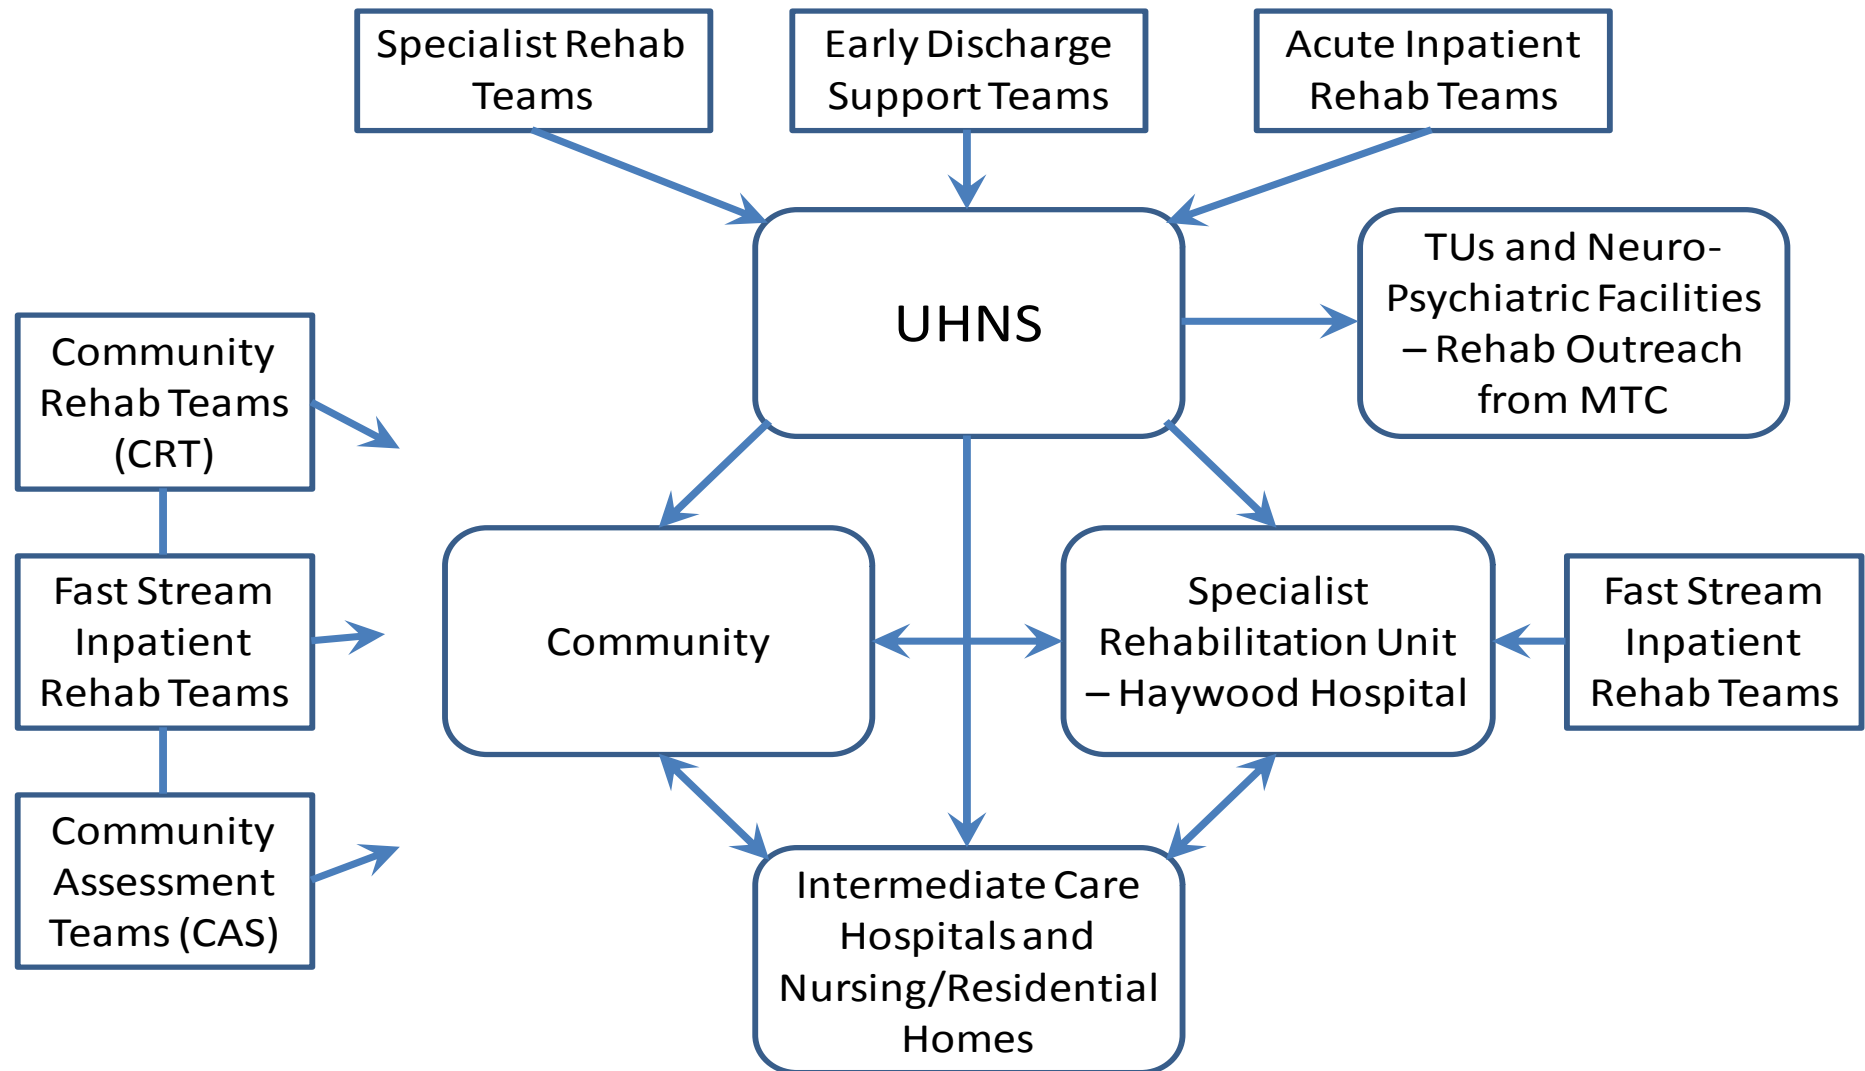 Specialist Rehab
Teams
Early Discharge
Support Teams
Acute Inpatient
Rehab Teams
UHNS
TUs and Neuro-
Psychiatric Facilities
– Rehab Outreach
from MTC
Community
Rehab Teams
(CRT)
Fast Stream
Inpatient
Rehab Teams
Community
Assessment
Teams (CAS)
Community
Specialist
Rehabilitation Unit
– Haywood Hospital
Fast Stream
Inpatient
Rehab Teams
Intermediate Care
Hospitals and
Nursing/Residential
Homes